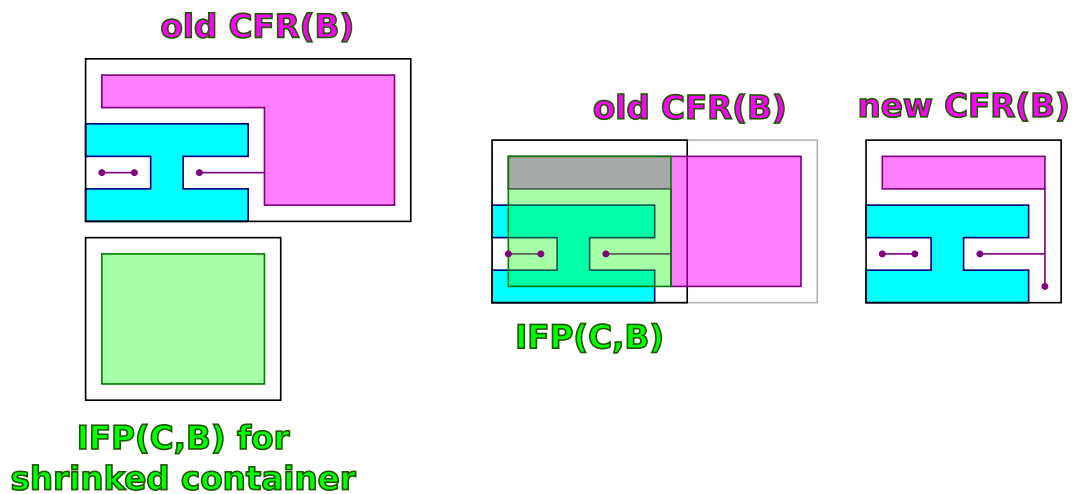 old CFR(B)
old CFR(B)
new CFR(B)
IFP(C,B)
IFP(C,B) for
shrinked container